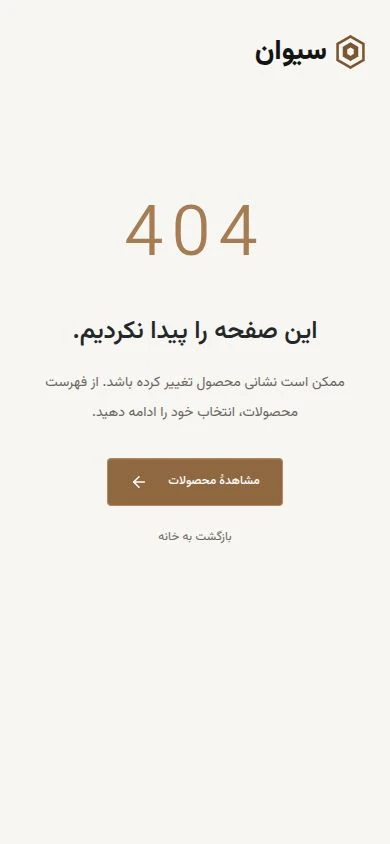 سیوان
404
این صفحه را پیدا نکردیم.
ممکن است نشانی محصول تغییر کرده باشد. از فهرست
محصولات، انتخاب خود را ادامه دهید.
مشاهدهٔ محصولات
بازگشت به خانه